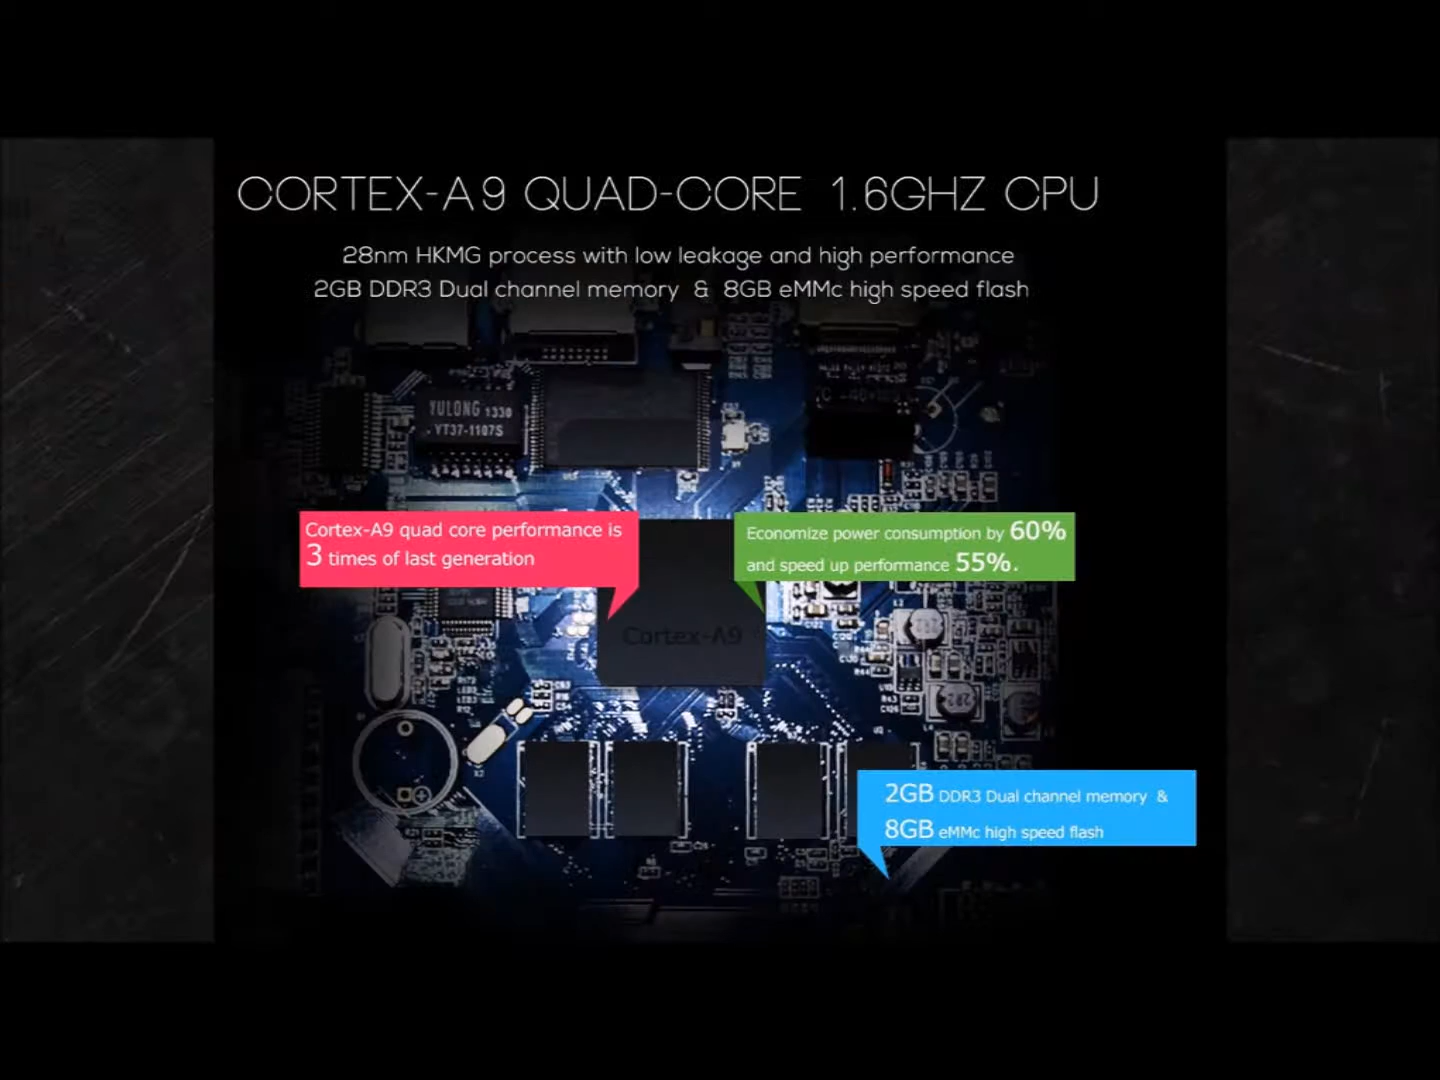 CORTEX-A9 QUAD-CORE 1.6GHZ CPU
28nm HKMG process with low leakage and high performance
2GB DDR3 Dual channel memory & 8GB eMMc high speed flash
YULONG 1330
YT37-1107S
Cortex-A9 quad core performance is
3 times of last generation
Economize power consumption by 60%
and speed up performance 55%.
Cortex-A9
2GB DDR3 Dual channel memory &
8GB eMMc high speed flash